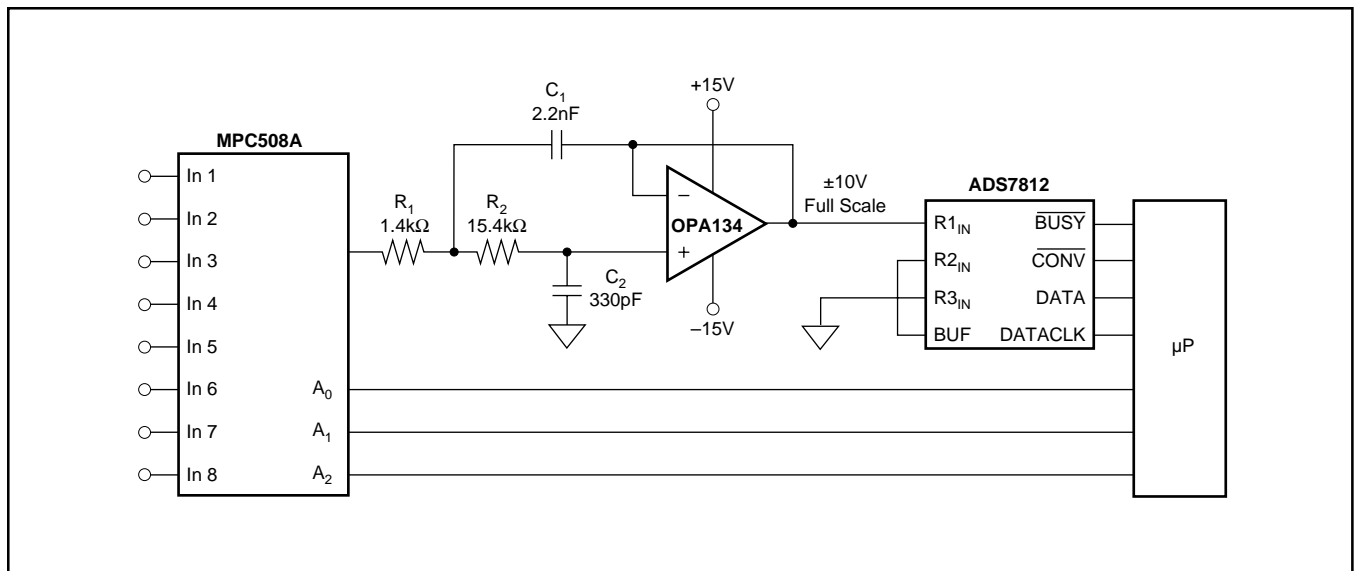 MPC508A
In 1
In 2
In 3
In 4
In 5
In 6
In 7
In 8
A0
A1
A2
R1
1.4kΩ
R2
15.4kΩ
C1
2.2nF
C2
330pF
+15V
–
OPA134
+
–15V
±10V
Full Scale
ADS7812
R1IN
R2IN
R3IN
BUF
BUSY
CONV
DATA
DATACLK
µP